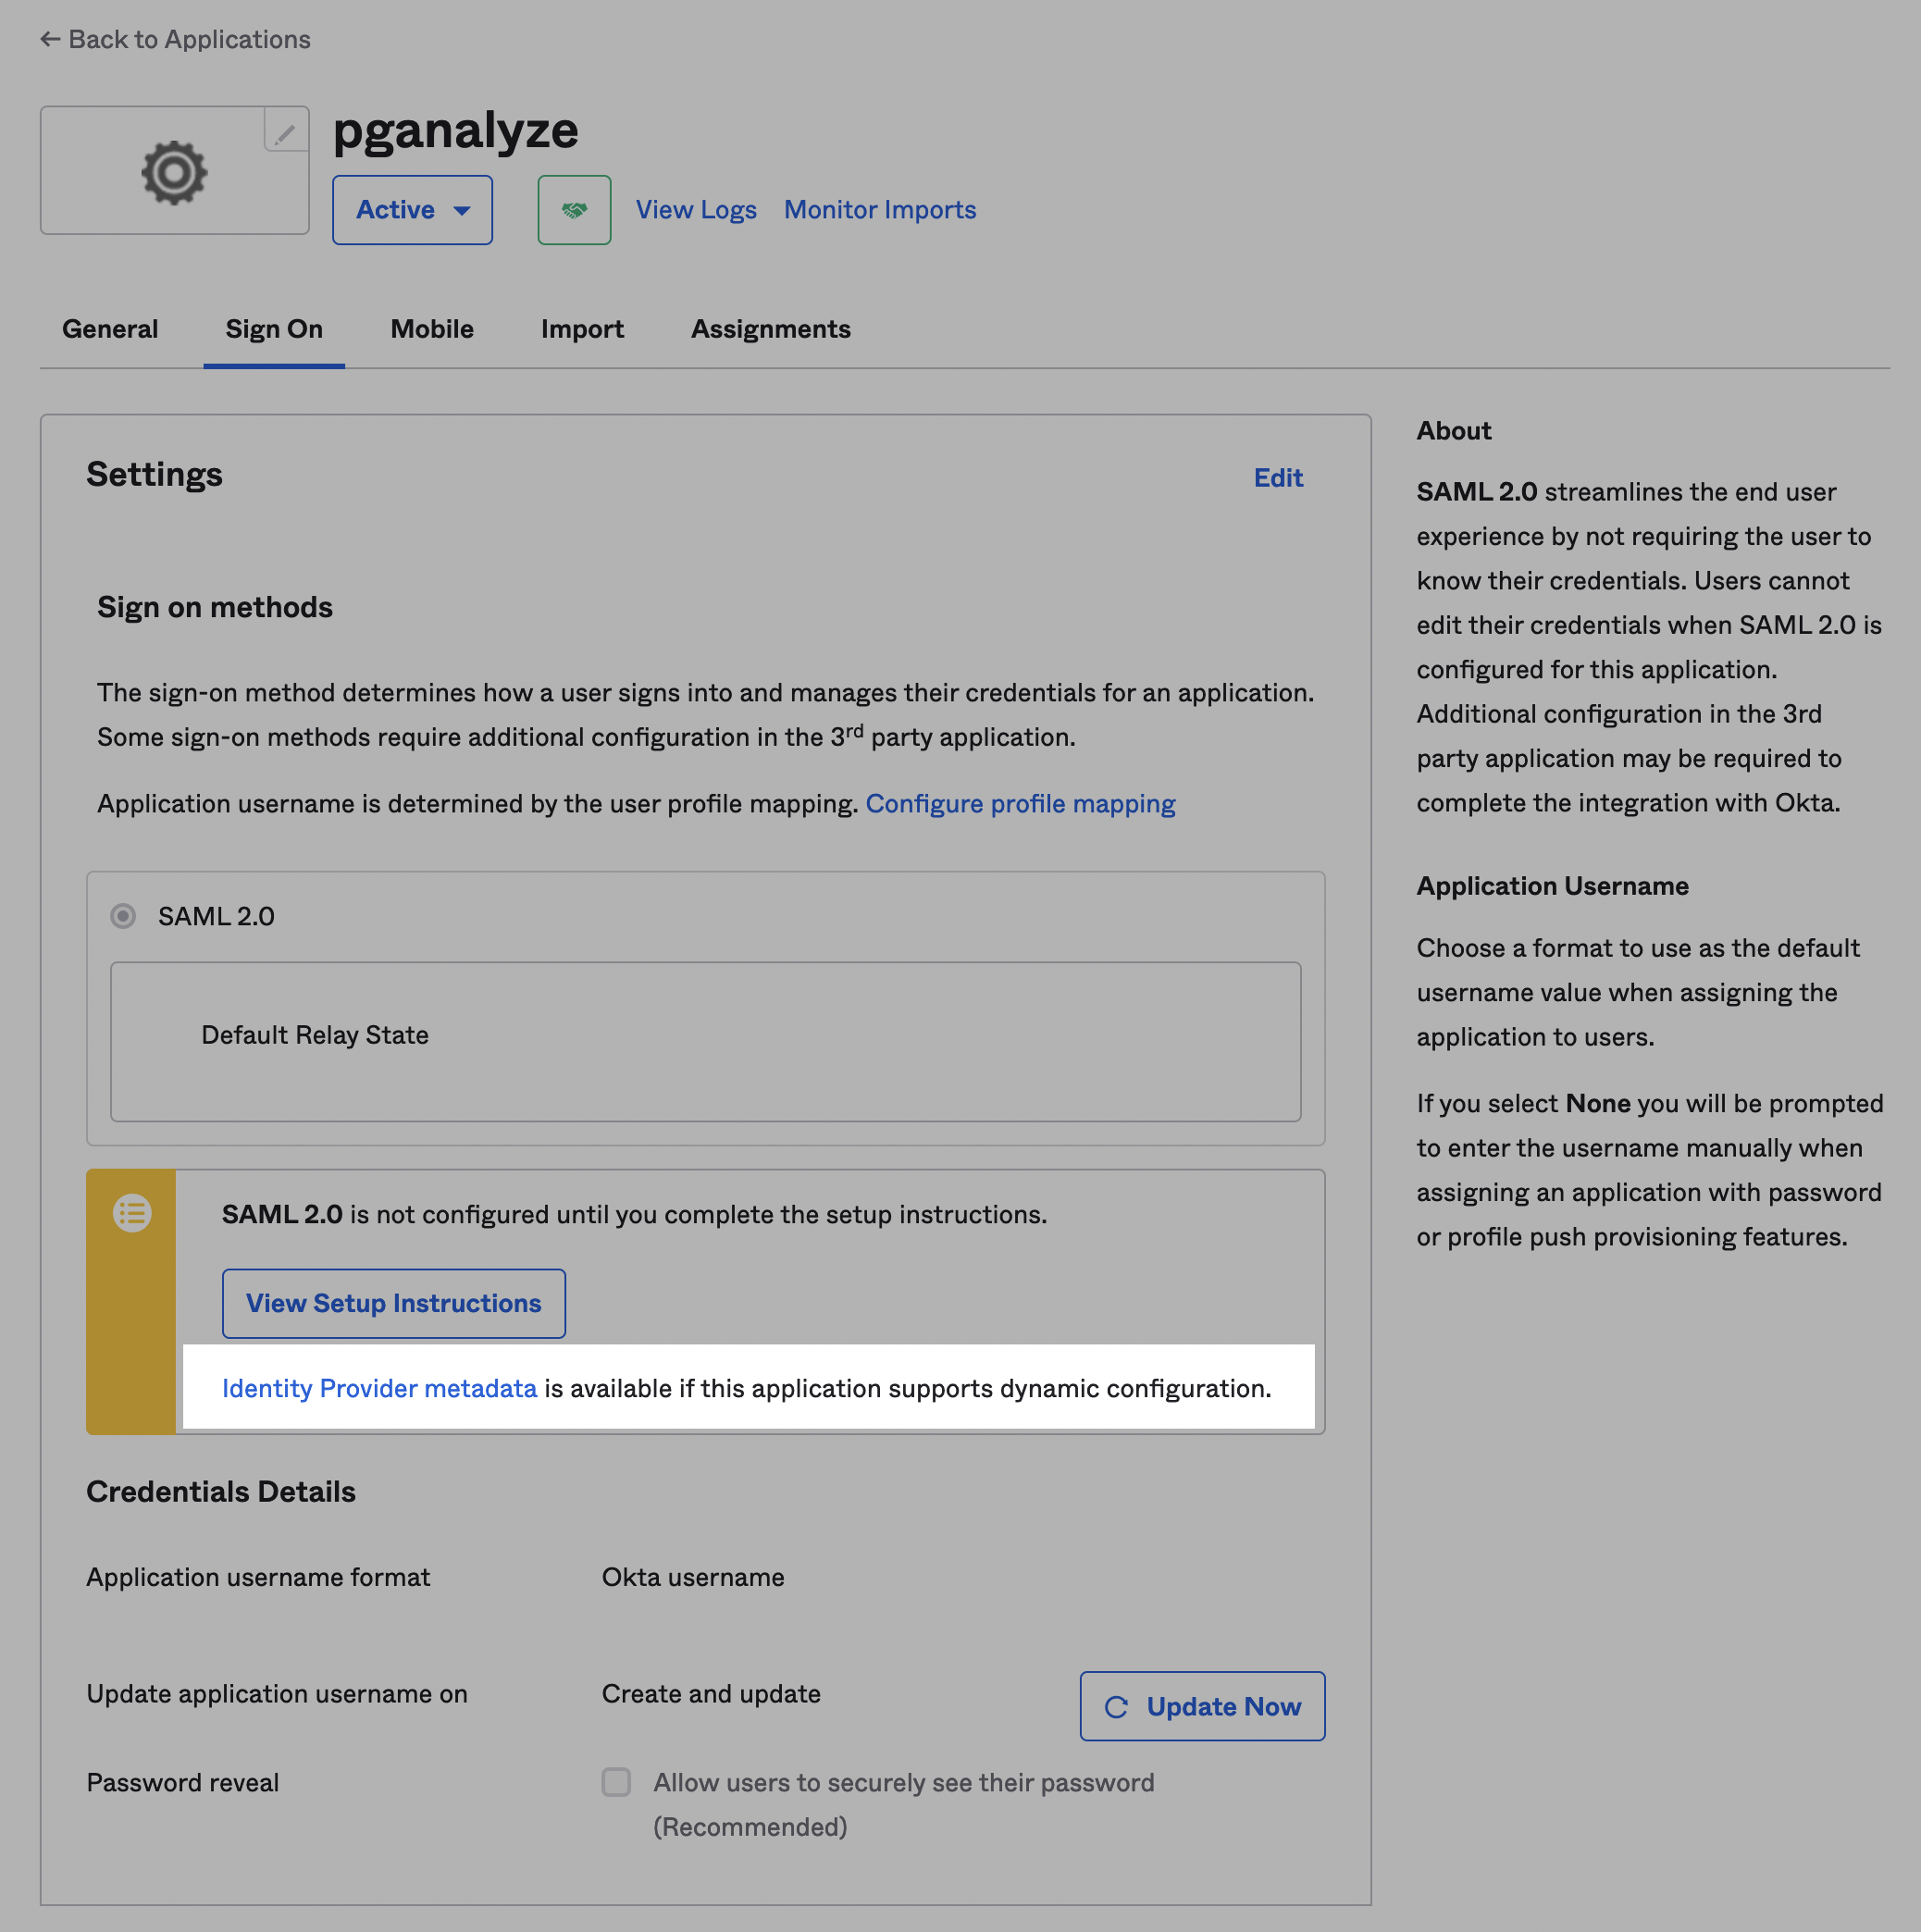 ← Back to Applications
pganalyze
Active
View Logs
Monitor Imports
General
Sign On
Mobile
Import
Assignments
Settings
Edit
Sign on methods
The sign-on method determines how a user signs into and manages their credentials for an application.
Some sign-on methods require additional configuration in the 3rd party application.
Application username is determined by the user profile mapping. Configure profile mapping
SAML 2.0
Default Relay State
SAML 2.0 is not configured until you complete the setup instructions.
View Setup Instructions
Identity Provider metadata is available if this application supports dynamic configuration.
Credentials Details
Application username format
Okta username
Update application username on
Create and update
Update Now
Password reveal
Allow users to securely see their password
(Recommended)
About
SAML 2.0 streamlines the end user
experience by not requiring the user to
know their credentials. Users cannot
edit their credentials when SAML 2.0 is
configured for this application.
Additional configuration in the 3rd
party application may be required to
complete the integration with Okta.
Application Username
Choose a format to use as the default
username value when assigning the
application to users.
If you select None you will be prompted
to enter the username manually when
assigning an application with password
or profile push provisioning features.